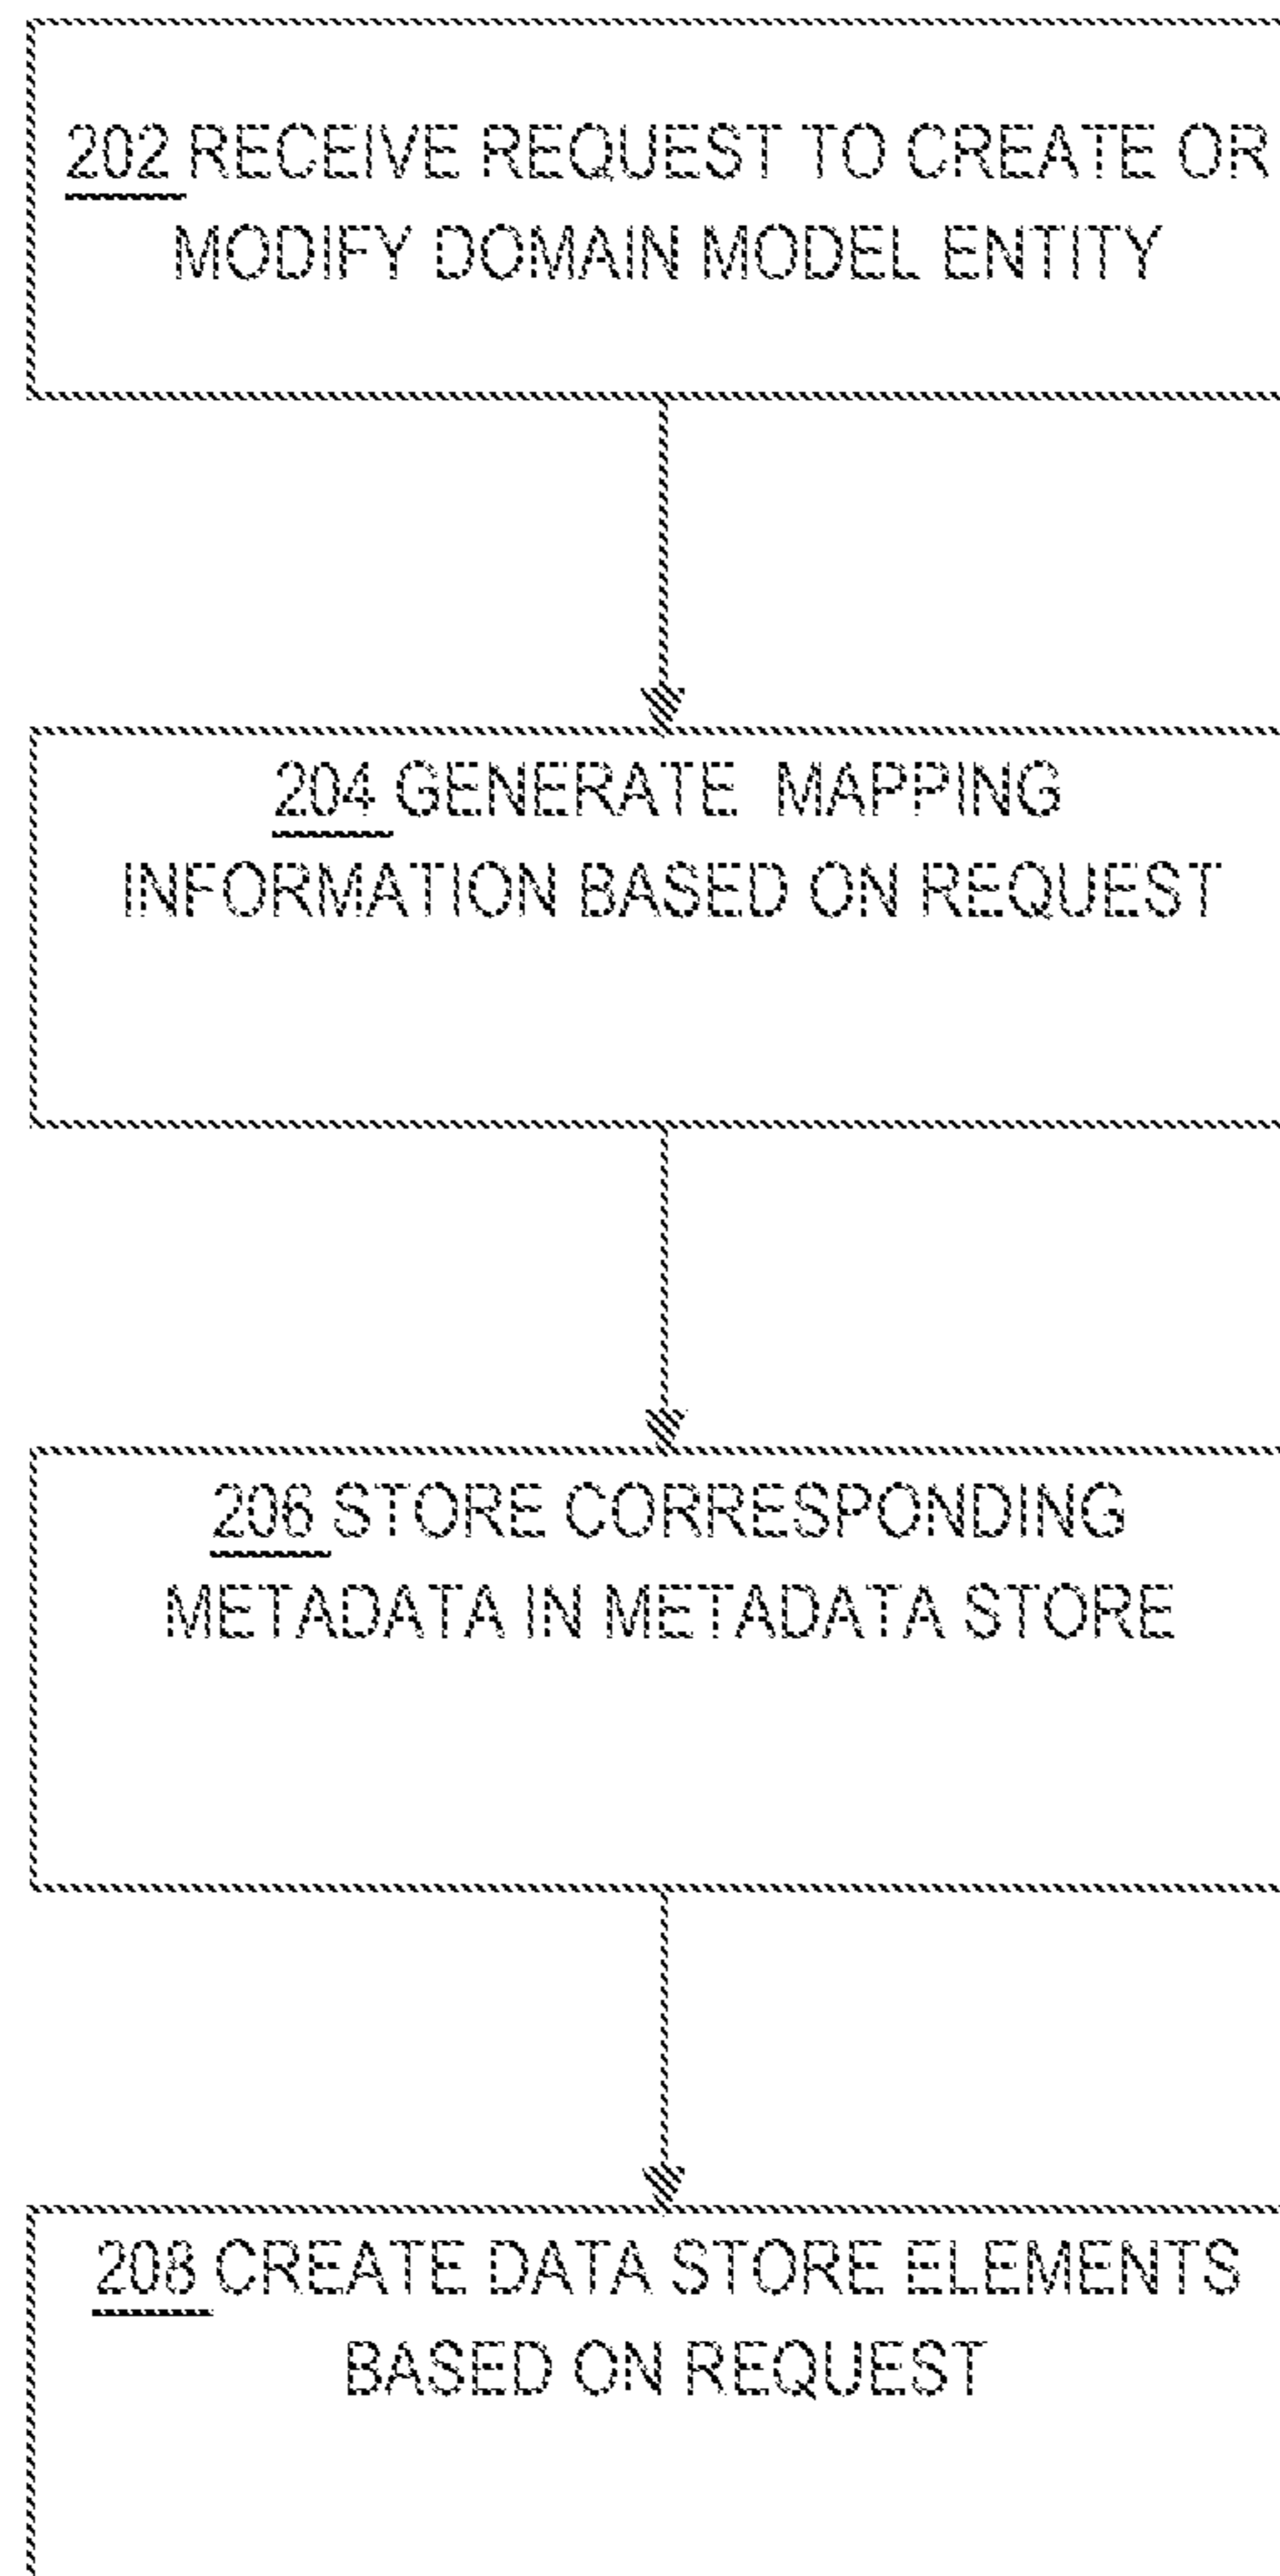 202 RECEIVE REQUEST TO CREATE OR
MODIFY DOMAIN MODEL ENTITY
204 GENERATE MAPPING
INFORMATION BASED ON REQUEST
206 STORE CORRESPONDING
METADATA IN METADATA STORE
208 CREATE DATA STORE ELEMENTS
BASED ON REQUEST